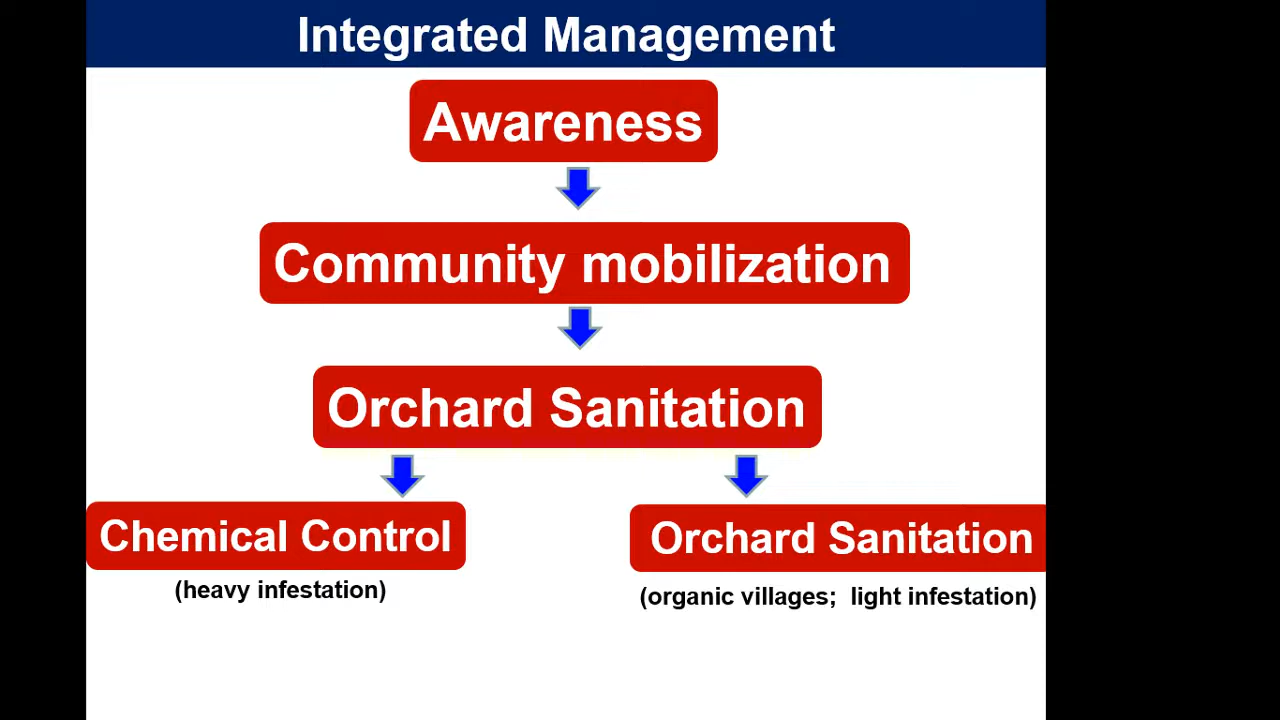 Integrated Management
Awareness
Community mobilization
Orchard Sanitation
Chemical Control
(heavy infestation)
Orchard Sanitation
(organic villages; light infestation)